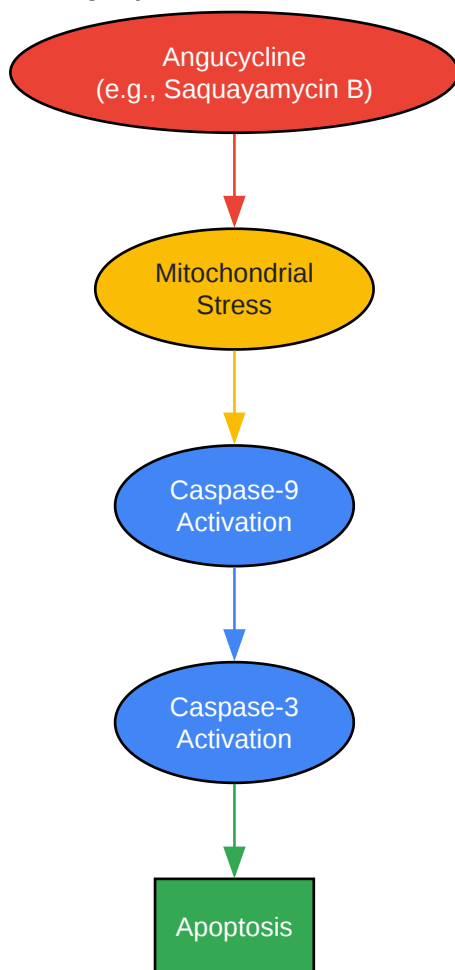 Angucycline
(e.g., Saquayamycin B)
Mitochondrial
Stress
Caspase-9
Activation
Caspase-3
Activation
Apoptosis